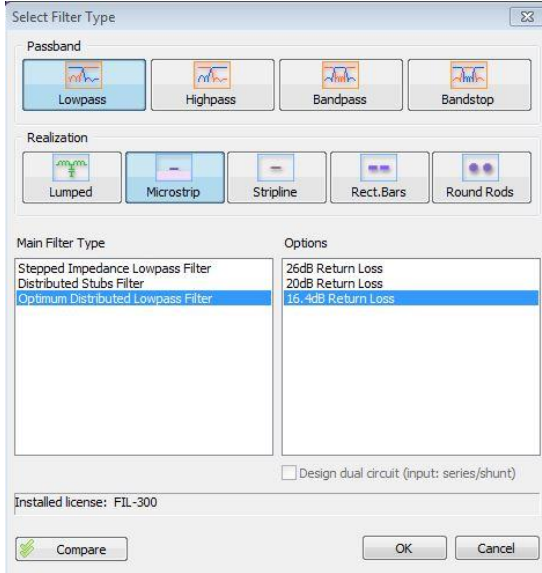 Select Filter Type
Passband
Lowpass Highpass Bandpass Bandstop
Realization
Lumped Microstrip Stripline Rect.Bars Round Rods
Main Filter Type Options
Stepped Impedance Lowpass Filter 26dB Return Loss
Distributed Stubs Filter 20dB Return Loss
Optimum Distributed Lowpass Filter 16.4dB Return Loss
Design dual circuit (input: series/shunt)
Installed license: FIL-300
Compare OK Cancel